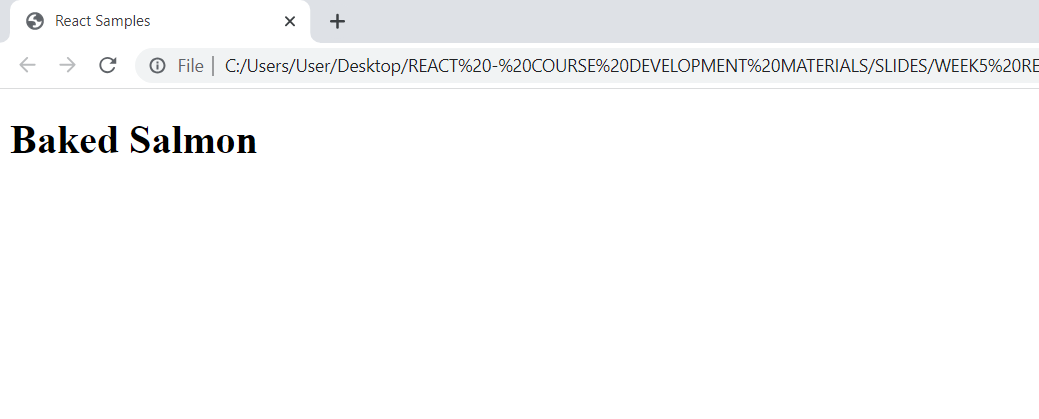 React Samples
File | C:/Users/User/Desktop/REACT%20-%20COURSE%20DEVELOPMENT%20MATERIALS/SLIDES/WEEK5%20RE
Baked Salmon